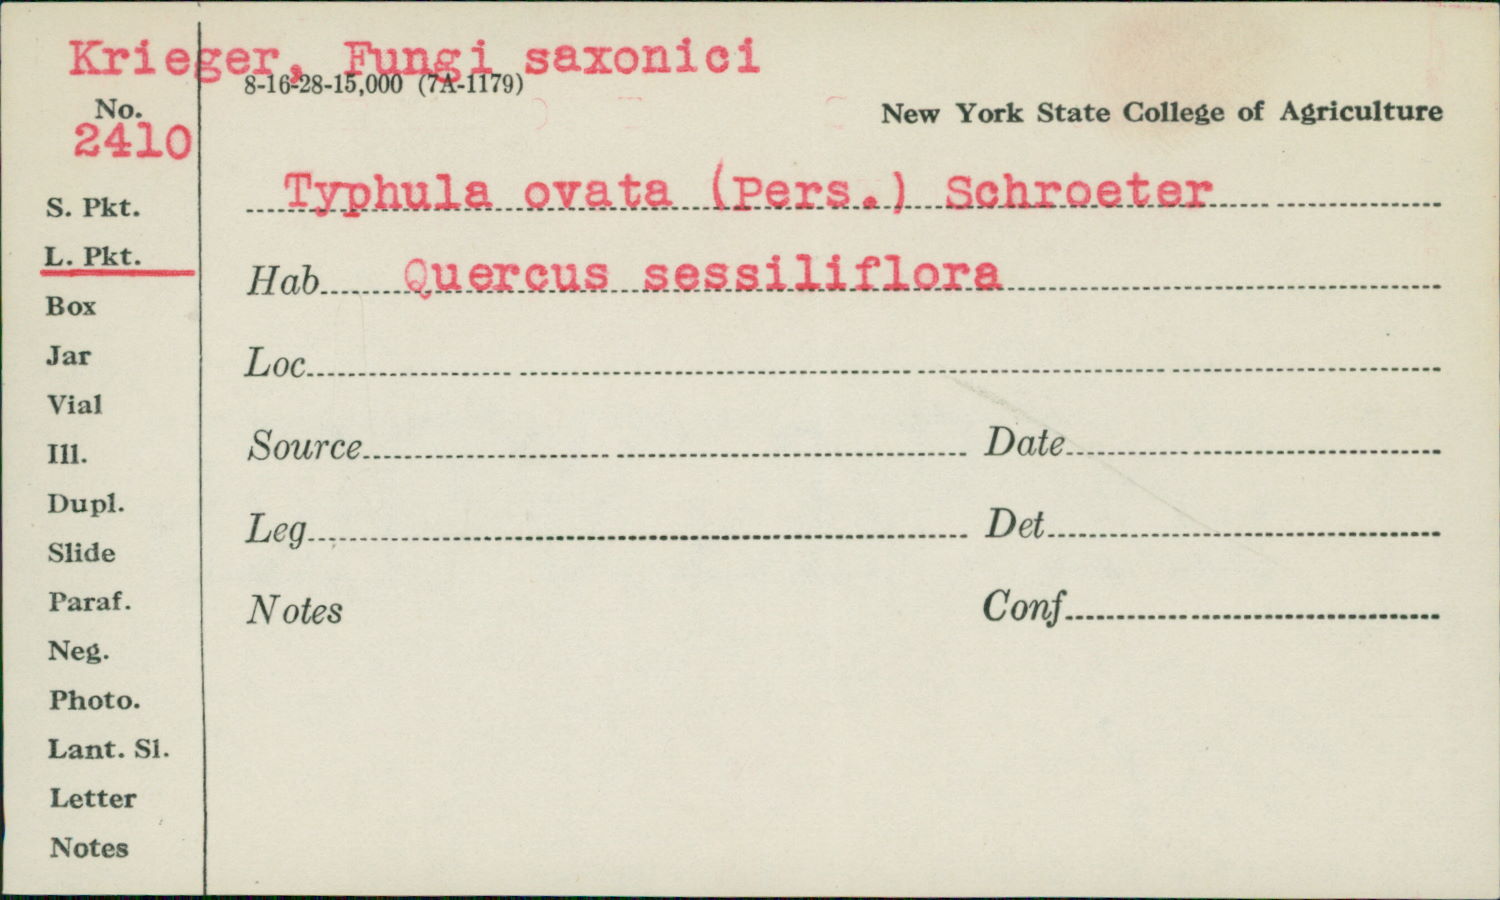 Krieger, Fungi saxonici
8-16-28-15,000 (7A-1179)
No.
2410
New York State College of Agriculture
Typhula ovata (Pers.) Schroeter
S. Pkt.
L. Pkt.
Hab. Quercus sessiliflora
Box
Jar
Loc.
Vial
Ill.
Source
Date
Dupl.
Slide
Leg.
Det.
Paraf.
Notes
Conf.
Neg.
Photo.
Lant. Sl.
Letter
Notes